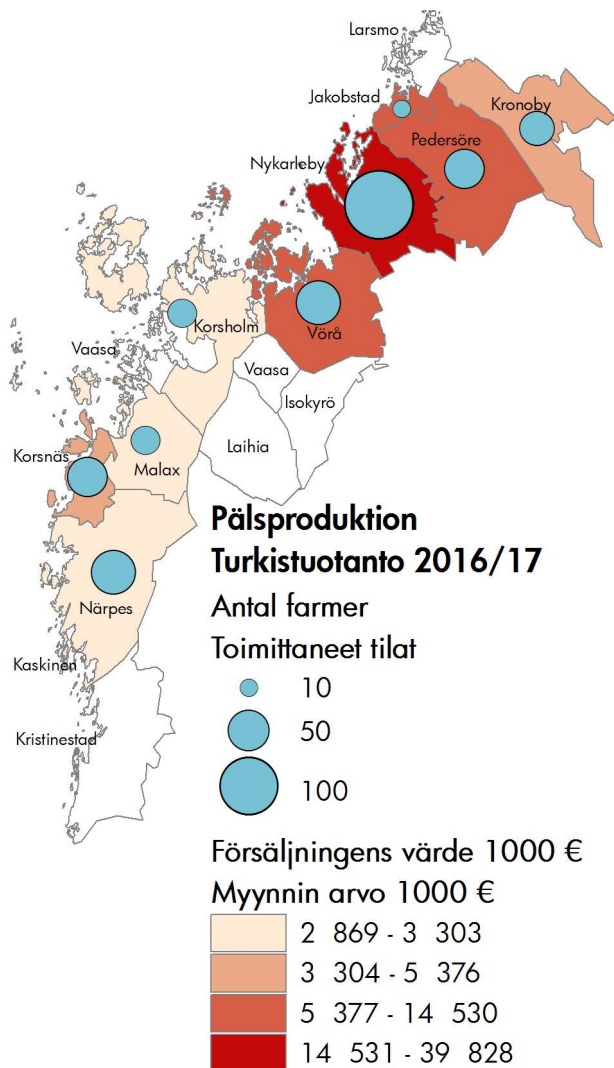 Larsmo
Jakobstad
Kronoby
Pedersöre
Nykarleby
Korsholm
Vörå
Vaasa
Vaasa
Isokyrö
Korsnäs
Malax
Laihia
Pälsproduktion
Turkistuotanto 2016/17
Antal farmer
Närpes
Toimittaneet tilat
Kaskinen
10
Kristinestad
50
100
Försäljningens värde 1000 €
Myynnin arvo 1000 €
2 869 - 3 303
3 304 - 5 376
5 377 - 14 530
14 531 - 39 828